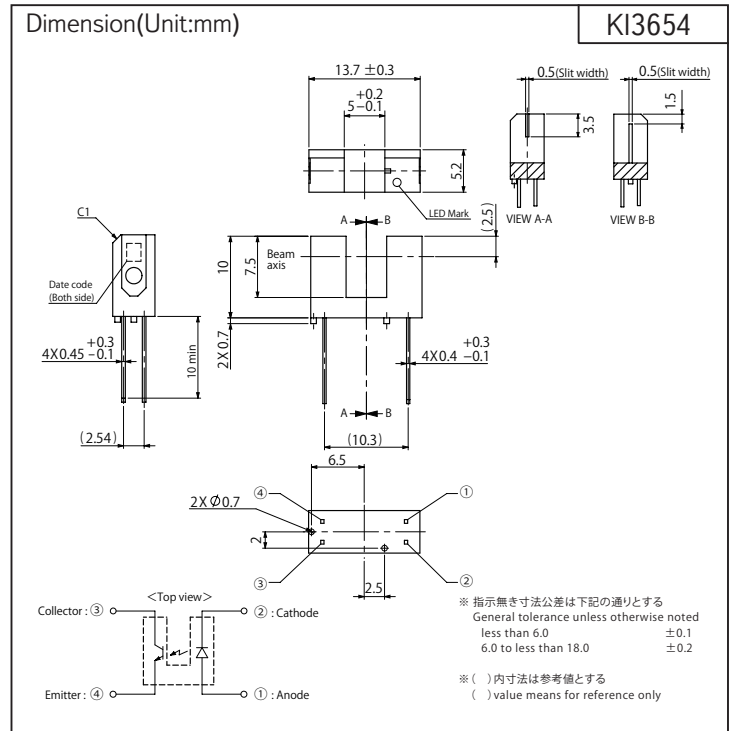 Dimension(Unit:mm)
KI3654
13.7 ±0.3
+0.2
5-0.1
5.2
LED Mark
0.5(Slit width)
3.5
VIEW A-A
0.5(Slit width)
1.5
VIEW B-B
C1
Date code
(Both side)
+0.3
4X0.45 -0.1
10 min
(2.54)
A B
(2.5)
10
7.5
Beam
axis
2X0.7
+0.3
4X0.4 -0.1
A B
(10.3)
6.5
2XØ0.7
④
①
2
③
②
2.5
<Top view>
Collector : ③
② : Cathode
Emitter : ④
① : Anode
※ 指示無き寸法公差は下記の通りとする
General tolerance unless otherwise noted
less than 6.0 ±0.1
6.0 to less than 18.0 ±0.2
※ ( )内寸法は参考値とする
( ) value means for reference only